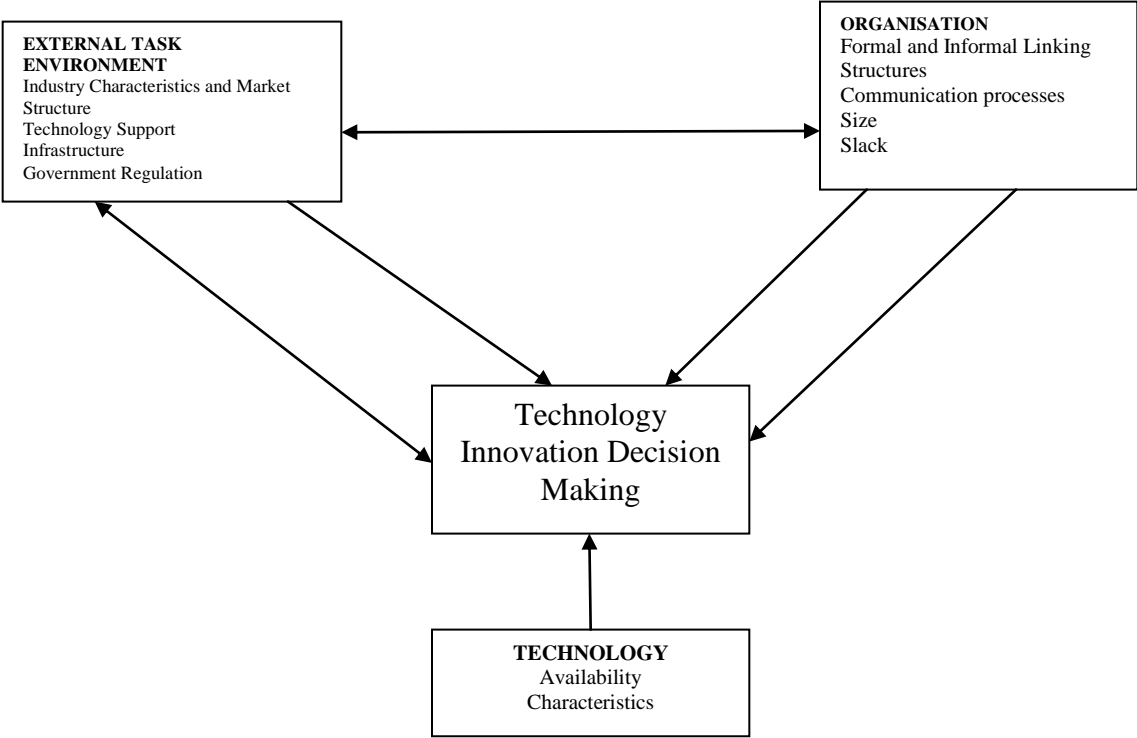 EXTERNAL TASK
ENVIRONMENT
Industry Characteristics and Market
Structure
Technology Support
Infrastructure
Government Regulation
ORGANISATION
Formal and Informal Linking
Structures
Communication processes
Size
Slack
Technology
Innovation Decision
Making
TECHNOLOGY
Availability
Characteristics